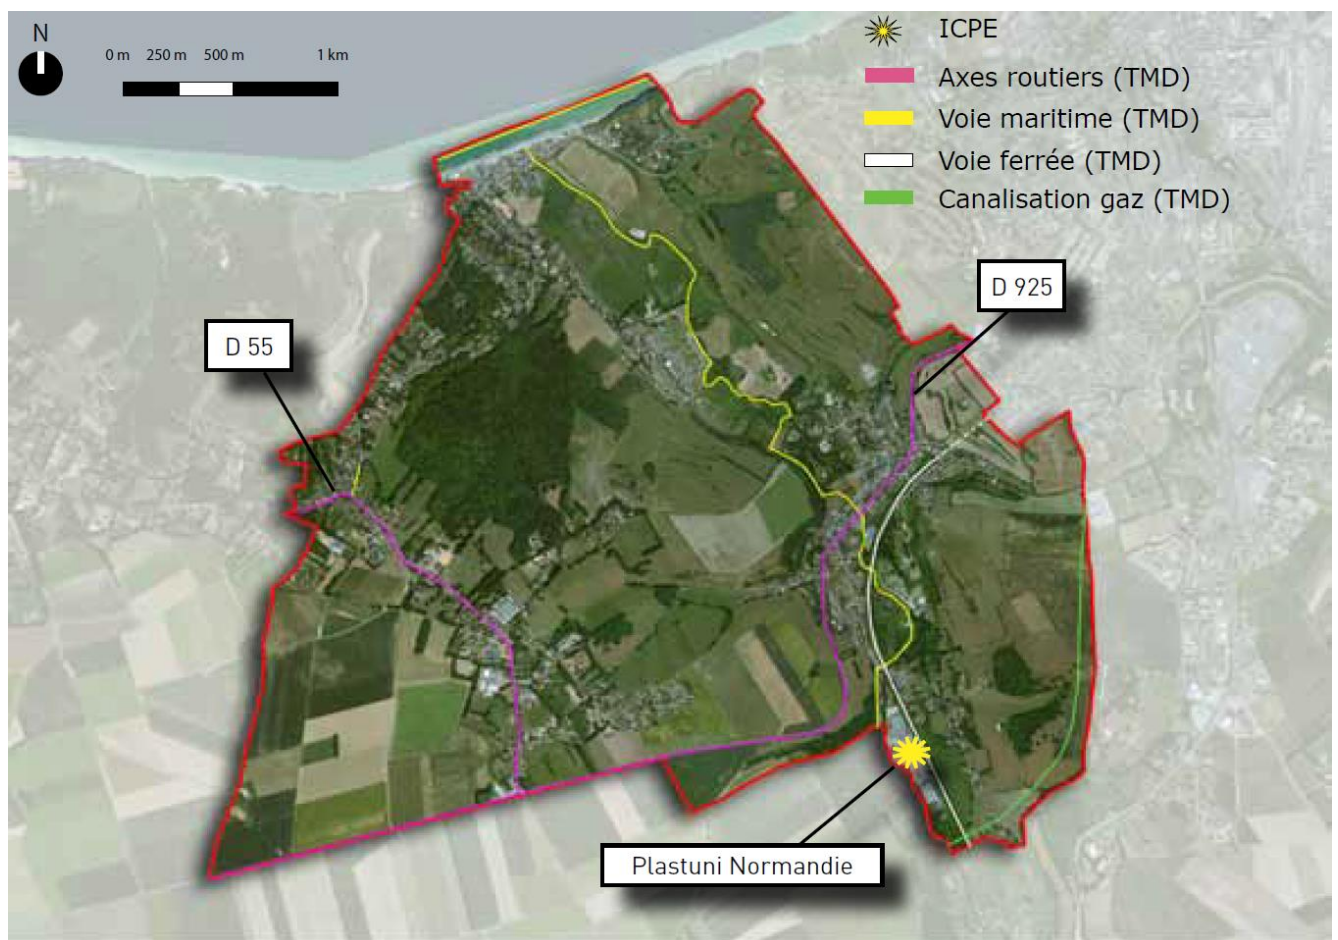 N
0 m 250 m 500 m 1 km
ICPE
Axes routiers (TMD)
Voie maritime (TMD)
Voie ferrée (TMD)
Canalisation gaz (TMD)
D 925
D 55
Plastuni Normandie